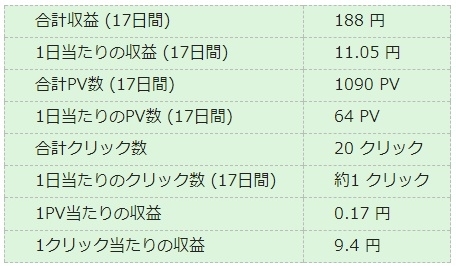 合計収益 (17日間) 188 円
1日当たりの収益 (17日間) 11.05 円
合計PV数 (17日間) 1090 PV
1日当たりのPV数 (17日間) 64 PV
合計クリック数 20 クリック
1日当たりのクリック数 (17日間) 約1 クリック
1PV当たりの収益 0.17 円
1クリック当たりの収益 9.4 円